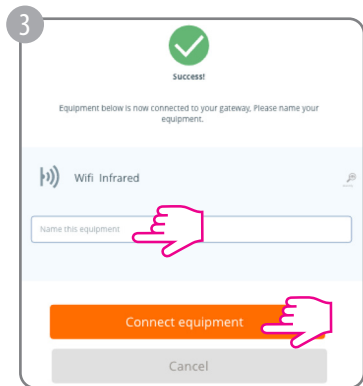 3
Success!
Equipment below is now connected to your gateway, Please name your
equipment.
Wifi Infrared
Name this equipment
Connect equipment
Cancel